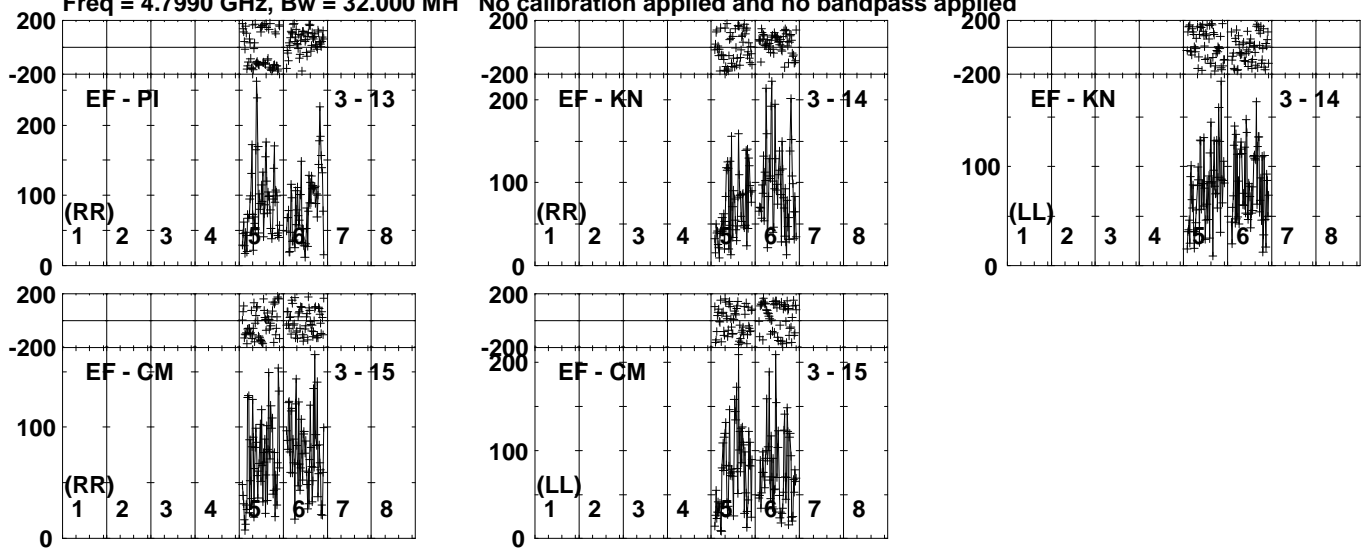 Freq = 4.7990 GHz, Bw = 32.000 MH No calibration applied and no bandpass applied
200
-200
EF - PI 3 - 13
200
100
(RR)
1 2 3 4 5 6 7 8
0
200
-200
EF - KN 3 - 14
200
100
(RR)
1 2 3 4 5 6 7 8
0
200
-200
EF - KN 3 - 14
100
(LL)
1 2 3 4 5 6 7 8
0
200
-200
EF - CM 3 - 15
100
(RR)
1 2 3 4 5 6 7 8
0
200
-200
200
EF - CM 3 - 15
100
(LL)
1 2 3 4 5 6 7 8
0